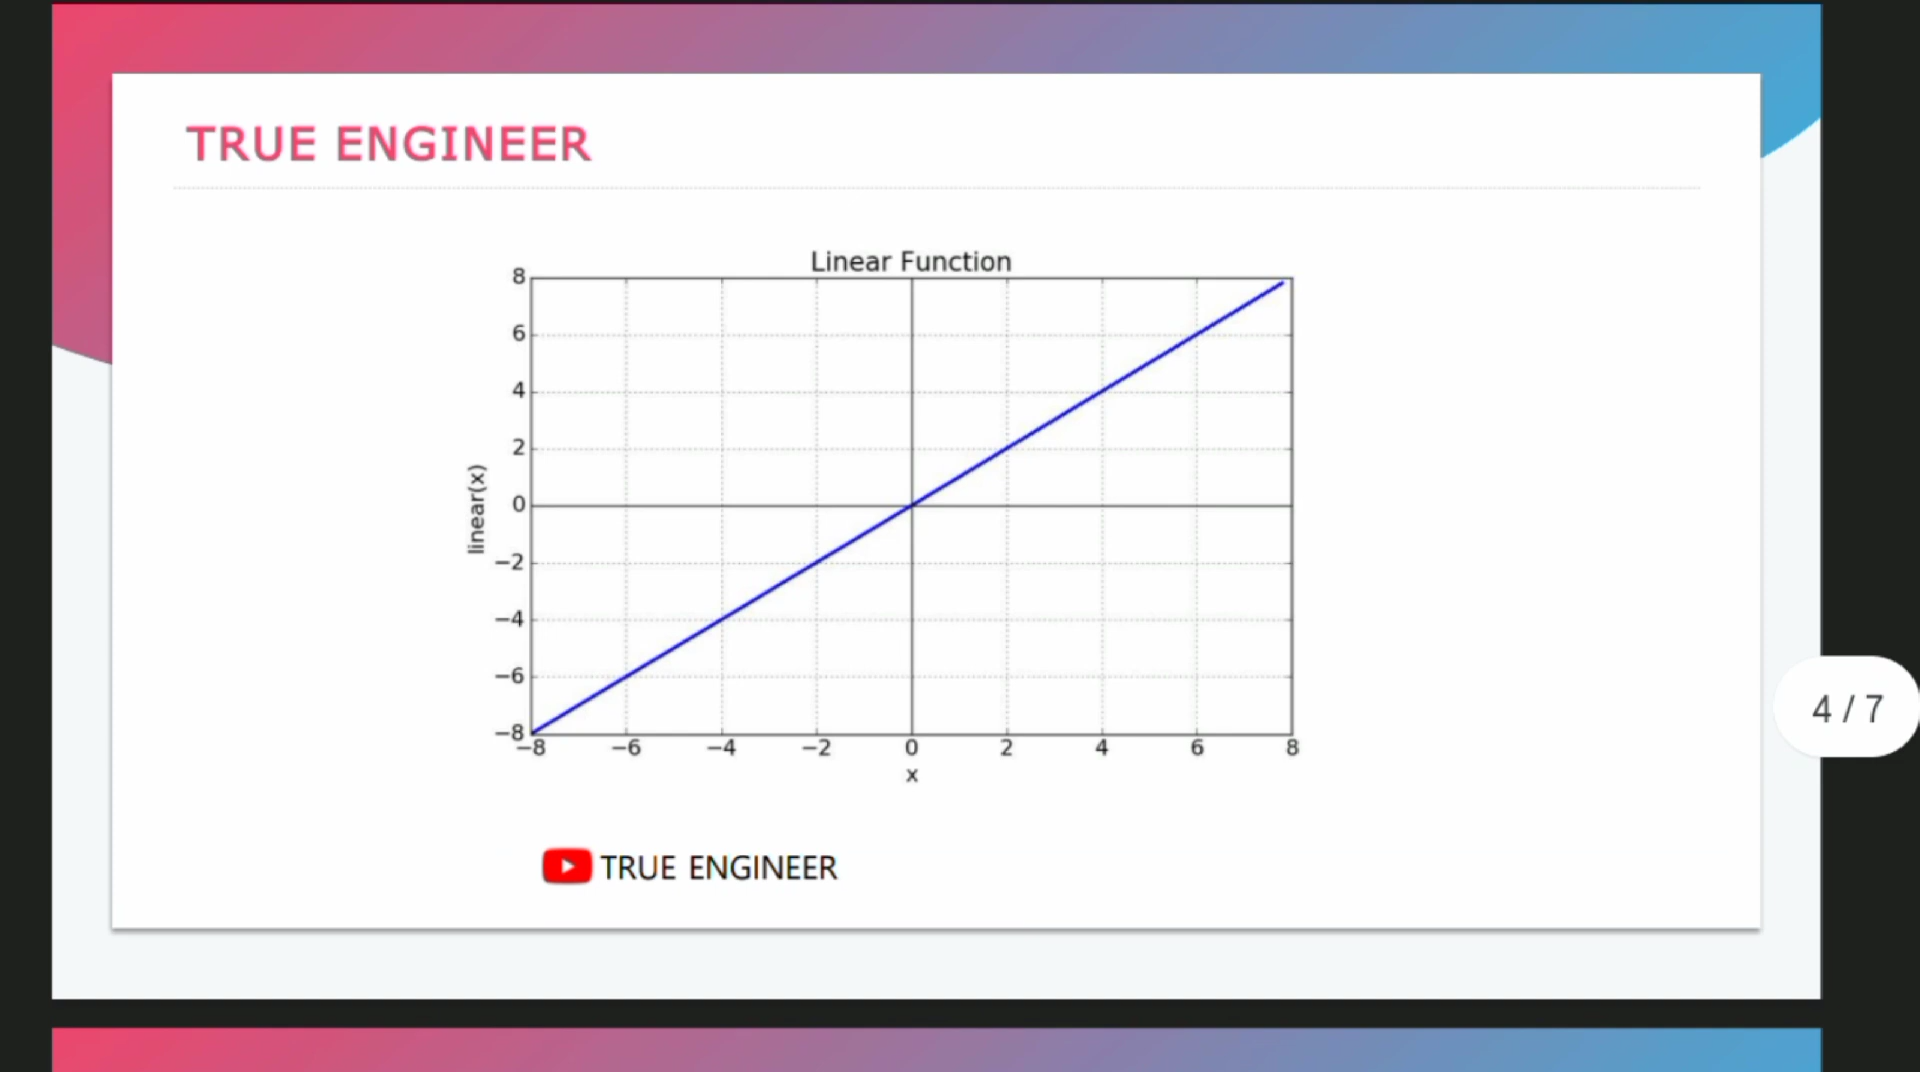 TRUE ENGINEER
Linear Function
8
6
4
2
0
−2
−4
−6
−8
linear(x)
−8 −6 −4 −2 0 2 4 6 8
x
4 / 7
TRUE ENGINEER